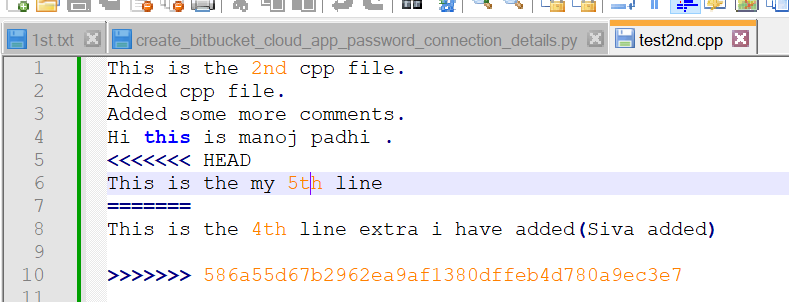 1st.txt create_bitbucket_cloud_app_password_connection_details.py test2nd.cpp
1 This is the 2nd cpp file.
2 Added cpp file.
3 Added some more comments.
4 Hi this is manoj padhi .
5 <<<<<<< HEAD
6 This is the my 5th line
7 =======
8 This is the 4th line extra i have added(Siva added)
9
10 >>>>>>> 586a55d67b2962ea9af1380dffeb4d780a9ec3e7
11